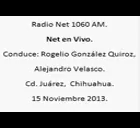 Radio Net 1060 AM.
Net en Vivo.
Conduce: Rogelio González Quiroz,
Alejandro Velasco.
Cd. Juárez,  Chihuahua.
15 Noviembre 2013.